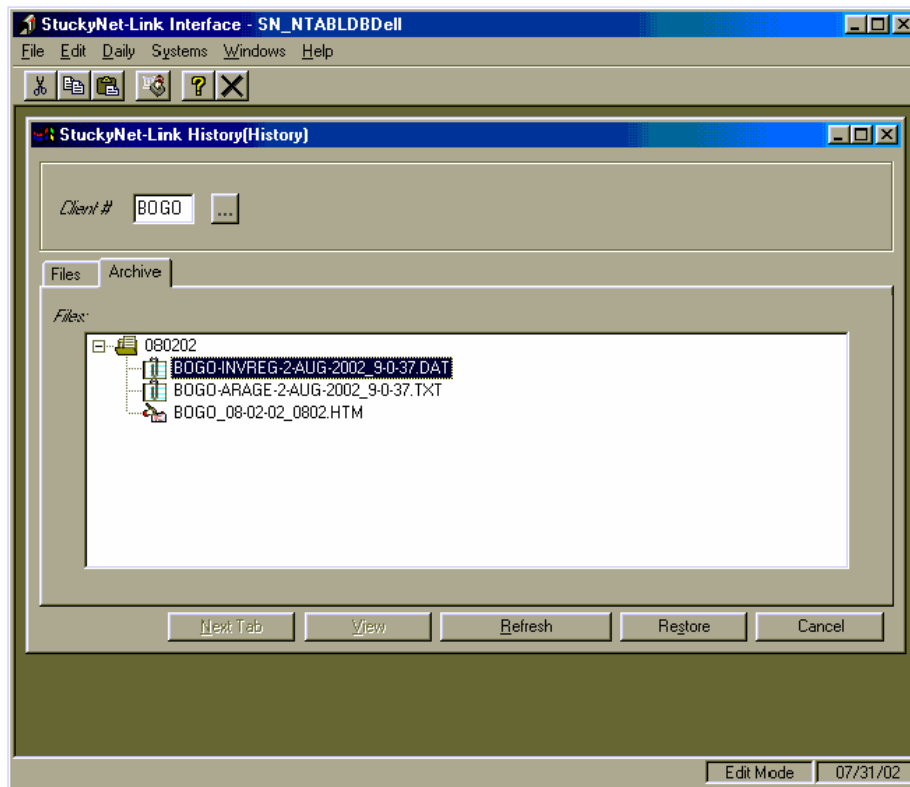 StuckyNet-Link Interface - SN_NTABLDBDell
File Edit Daily Systems Windows Help
StuckyNet-Link History(History)
Client # BOGO ...
Files Archive
Files:
080202
BOGO-INVREG-2-AUG-2002_9-0-37.DAT
BOGO-ARAGE-2-AUG-2002_9-0-37.TXT
BOGO_08-02-02_0802.HTM
Next Tab View Refresh Restore Cancel
Edit Mode 07/31/02